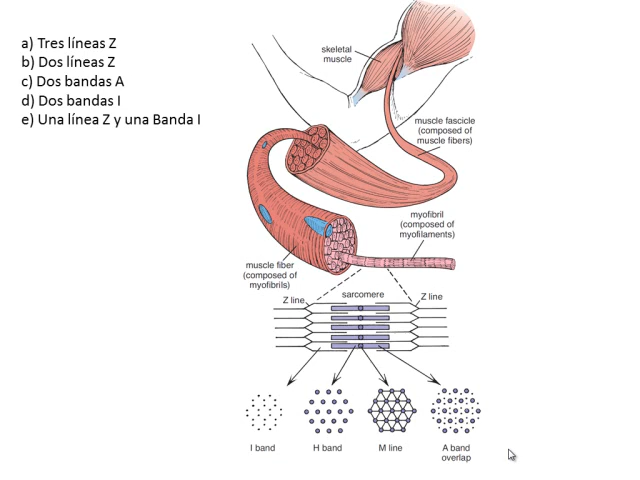 a) Tres líneas Z
b) Dos líneas Z
c) Dos bandas A
d) Dos bandas I
e) Una línea Z y una Banda I
skeletal
muscle
muscle fascicle
(composed of
muscle fibers)
myofibril
(composed of
myofilaments)
muscle fiber
(composed of
myofibrils)
Z line
sarcomere
Z line
I band
H band
M line
A band
overlap